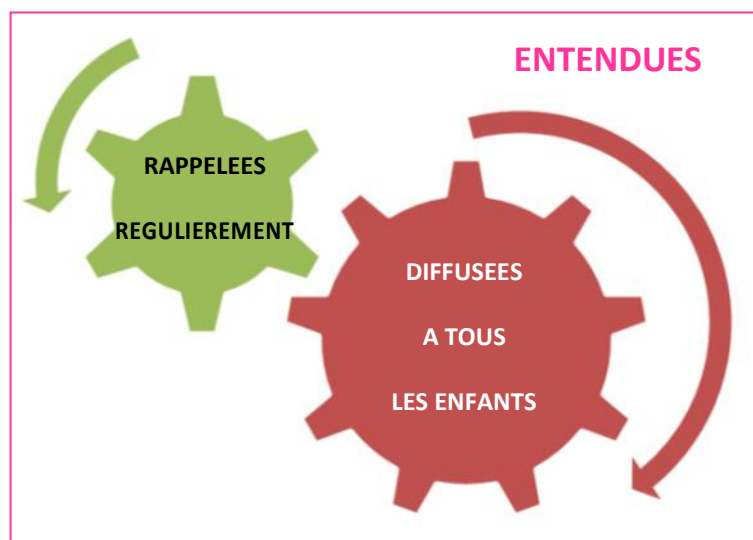 ENTENDUES
RAPPELEES
REGULIEREMENT
DIFFUSEES
A TOUS
LES ENFANTS